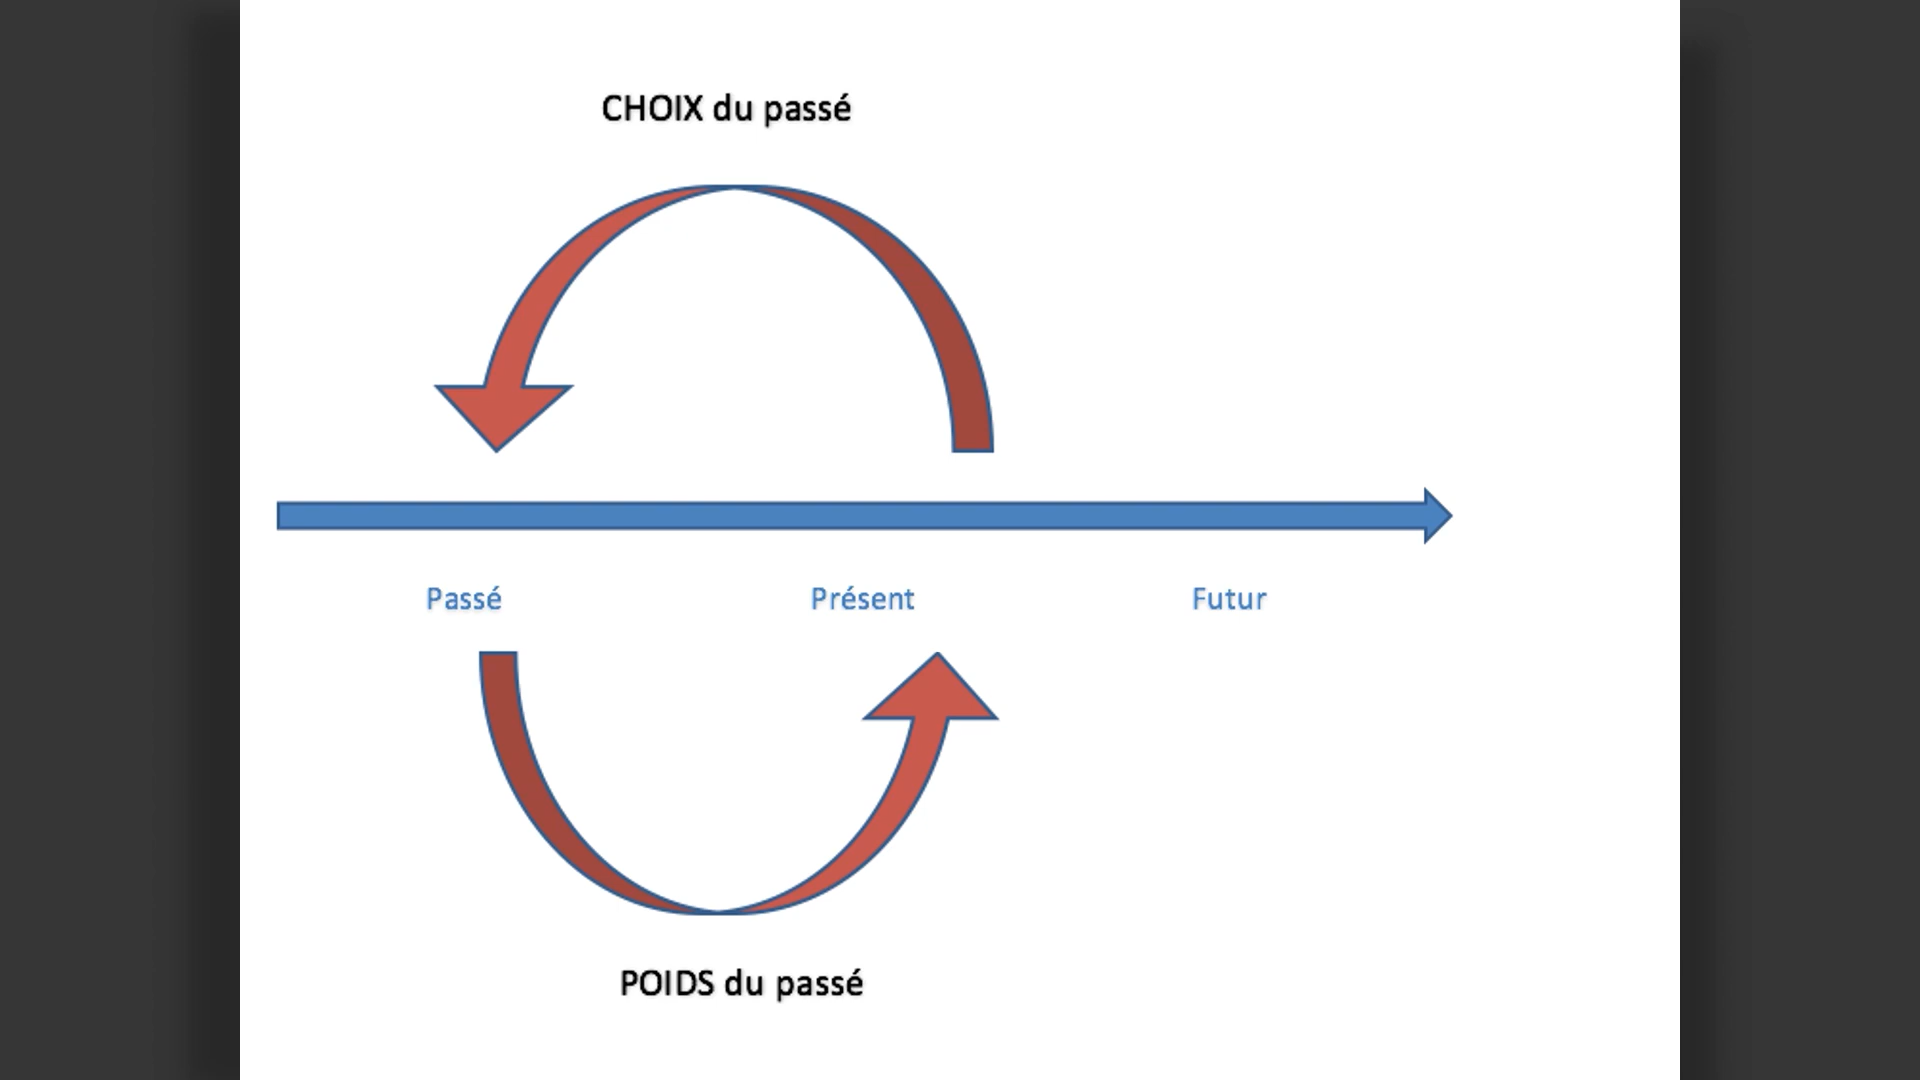 CHOIX du passé
Passé
Présent
Futur
POIDS du passé